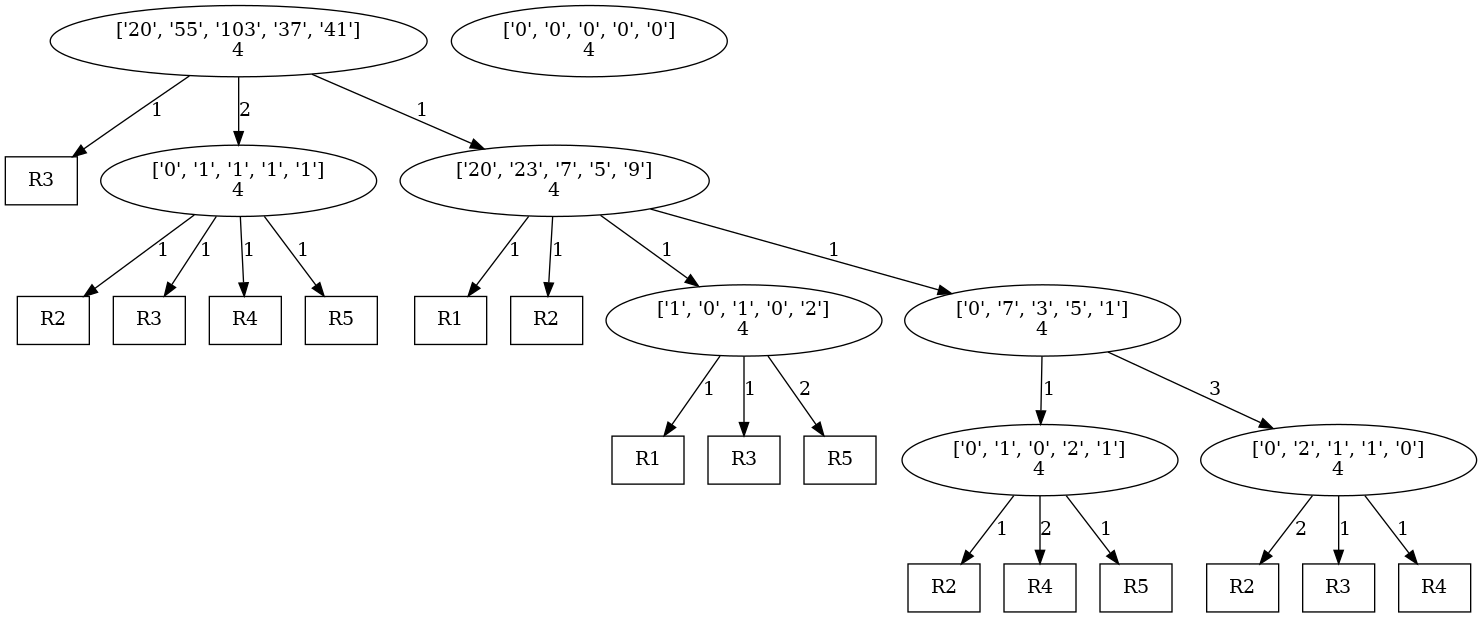 ['20', '55', '103', '37', '41']
4
['0', '0', '0', '0', '0']
4
1
2
1
R3
['0', '1', '1', '1', '1']
4
['20', '23', '7', '5', '9']
4
1
1
1
1
1
1
1
1
R2
R3
R4
R5
R1
R2
['1', '0', '1', '0', '2']
4
['0', '7', '3', '5', '1']
4
1
1
2
1
3
R1
R3
R5
['0', '1', '0', '2', '1']
4
['0', '2', '1', '1', '0']
4
1
2
1
2
1
1
R2
R4
R5
R2
R3
R4